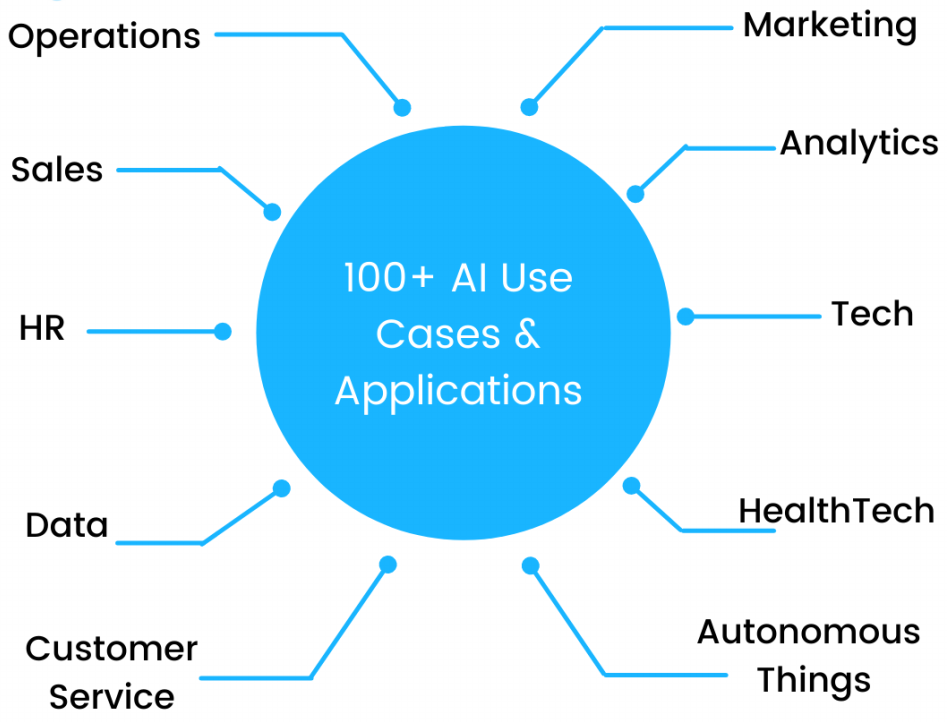 Operations
Marketing
Sales
Analytics
100+ AI Use
Cases &
Applications
HR
Tech
Data
HealthTech
Customer
Service
Autonomous
Things